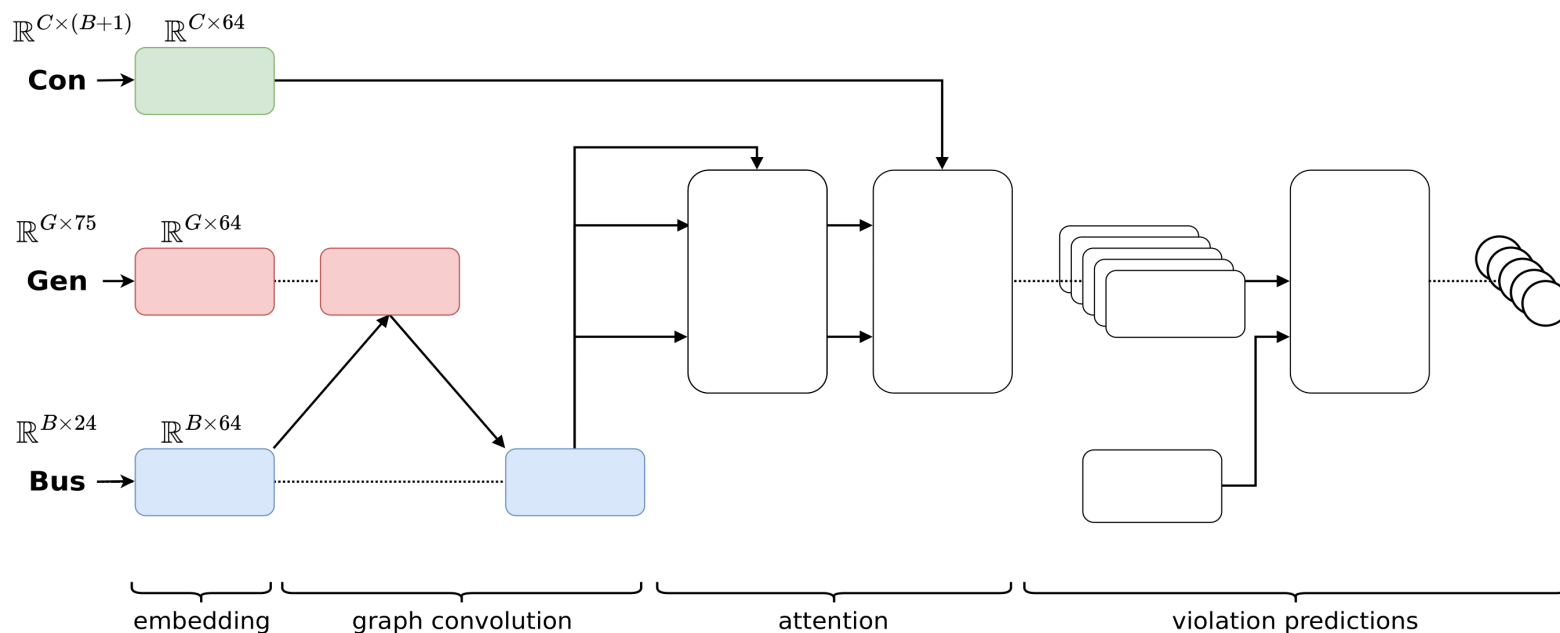 ℝ^{C×(B+1)} ℝ^{C×64}
Con
ℝ^{G×75} ℝ^{G×64}
Gen
ℝ^{B×24} ℝ^{B×64}
Bus
embedding graph convolution attention violation predictions